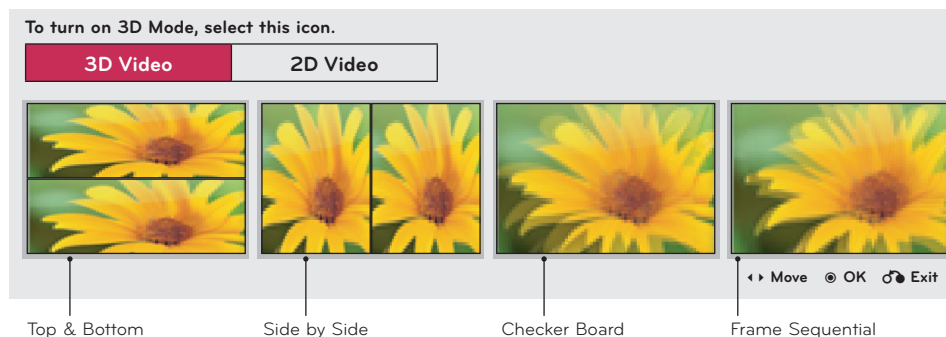 To turn on 3D Mode, select this icon.
3D Video 2D Video
Move OK Exit
Top & Bottom Side by Side Checker Board Frame Sequential